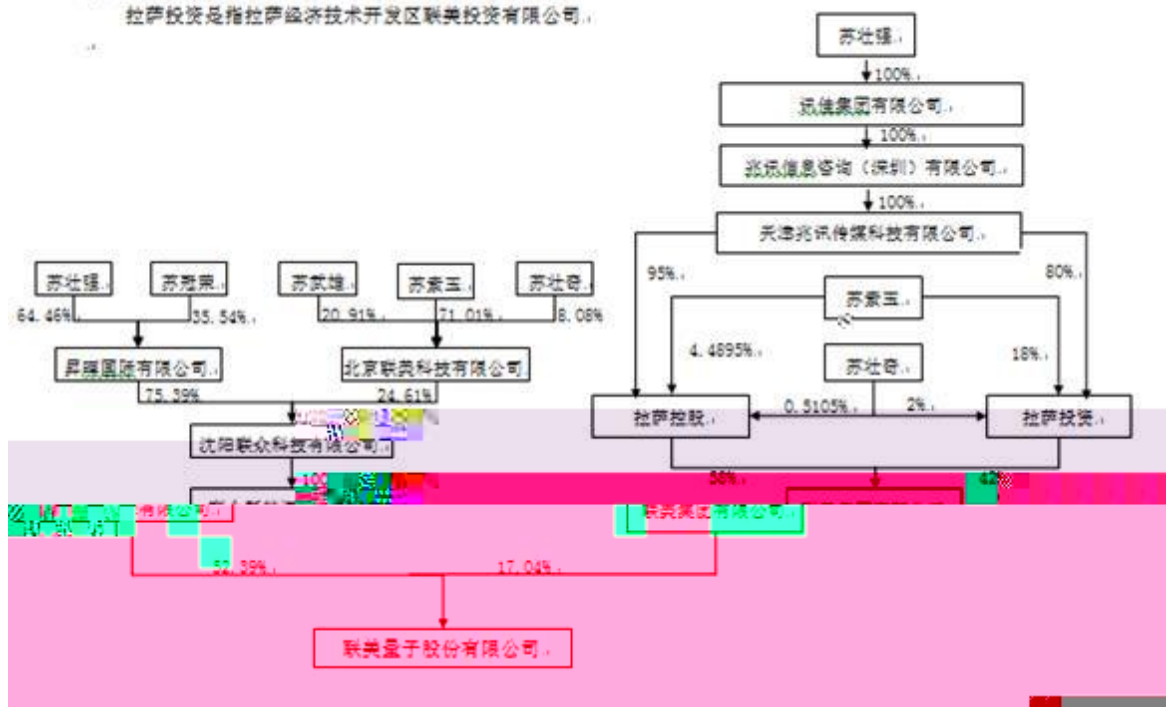 拉萨投资是指拉萨经济技术开发区联美投资有限公司。
苏壮强
100%
讯佳集团有限公司
100%
兆讯信息咨询（深圳）有限公司
100%
天津兆讯传媒科技有限公司
95%
80%
苏壮强
苏冠荣
苏武雄
苏素玉
苏壮奇
苏素玉
64.46%
35.54%
20.91%
71.01%
8.08%
4.4895%
18%
昇晖国际有限公司
北京联美科技有限公司
苏壮奇
75.39%
24.61%
0.5105%
2%
拉萨控股
拉萨投资
沈阳联众科技有限公司
100
58%
42%
有限公司
联美集团有限公司
52.39%
17.04%
联美量子股份有限公司